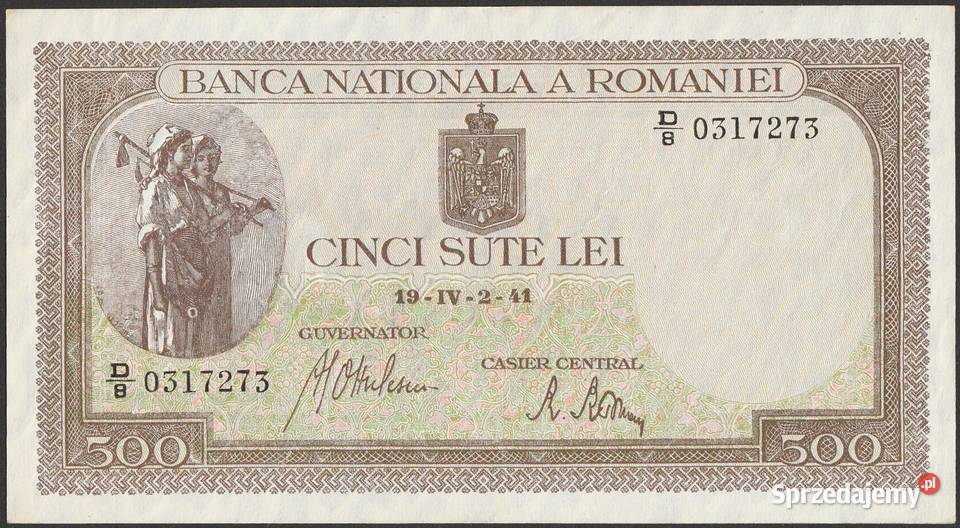 BANCA NATIONALA A ROMANIEI
D/8 0317273
CINCI SUTE LEI
19-IV-2-41
GUVERNATOR
CASIER CENTRAL
D/8 0317273
500
500
Sprzedajemy.pl